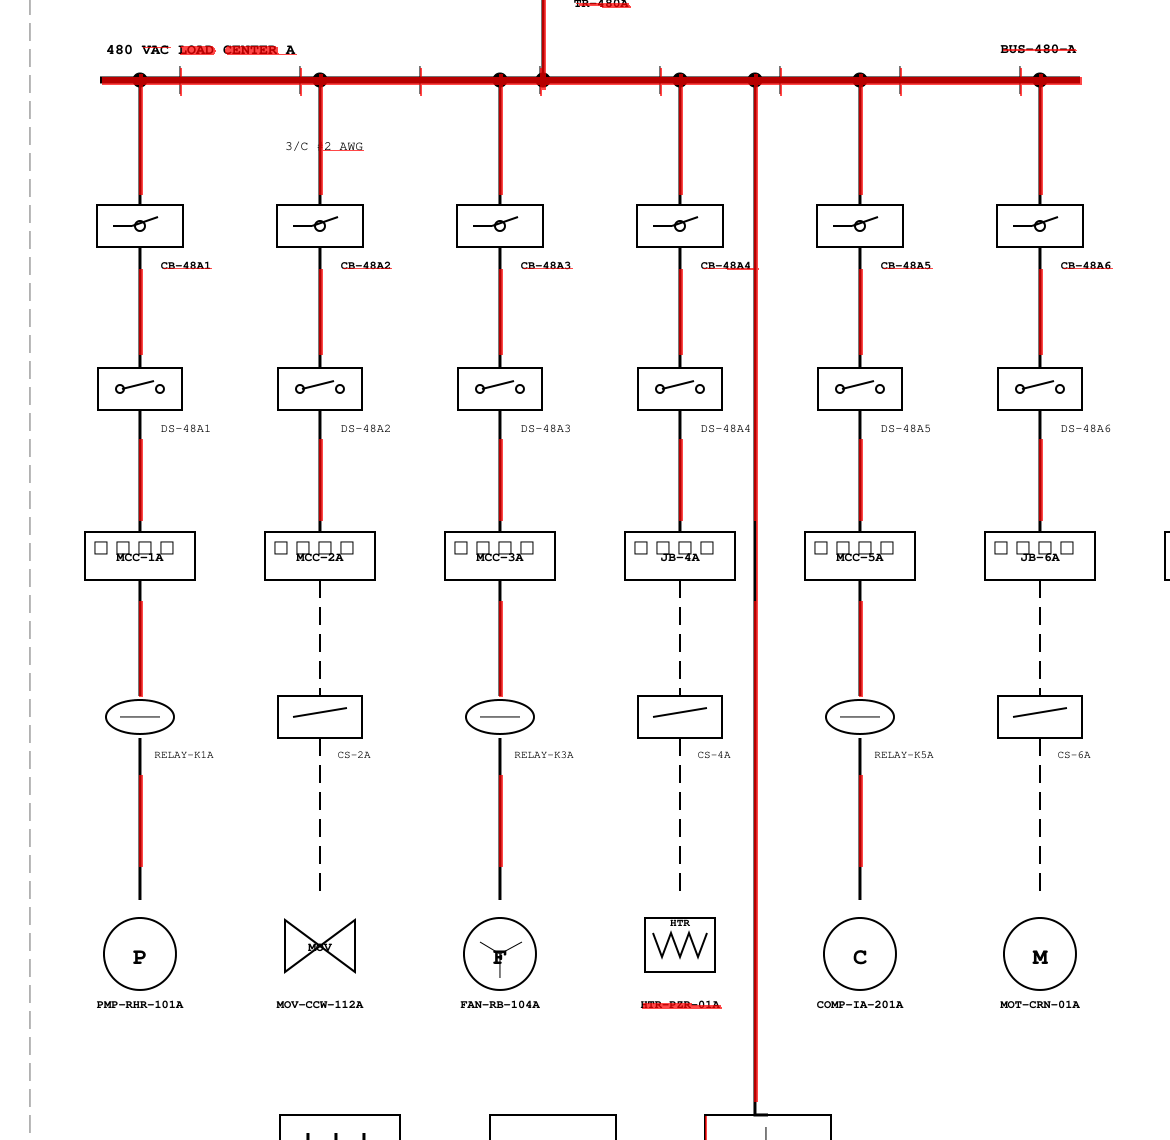 TR-480A
480 VAC LOAD CENTER A
BUS-480-A
3/C #2 AWG
CB-48A1 CB-48A2 CB-48A3 CB-48A4 CB-48A5 CB-48A6
DS-48A1 DS-48A2 DS-48A3 DS-48A4 DS-48A5 DS-48A6
MCC-1A MCC-2A MCC-3A JB-4A MCC-5A JB-6A
RELAY-K1A CS-2A RELAY-K3A CS-4A RELAY-K5A CS-6A
HTR
P MOV F C M
PMP-RHR-101A MOV-CCW-112A FAN-RB-104A HTR-PZR-01A COMP-IA-201A MOT-CRN-01A